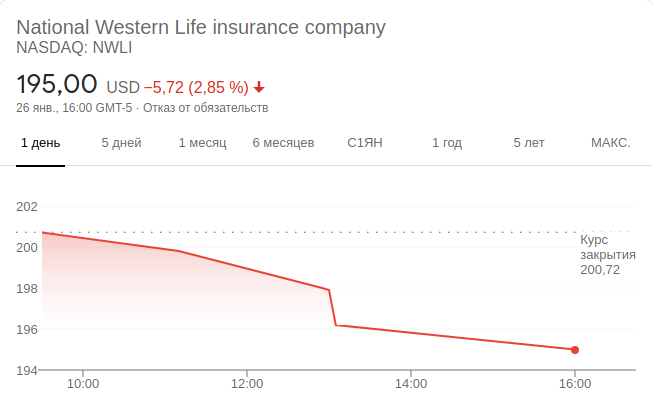 National Western Life insurance company
NASDAQ: NWLI
195,00 USD −5,72 (2,85 %)
26 янв., 16:00 GMT-5 · Отказ от обязательств
1 день 5 дней 1 месяц 6 месяцев С1ЯН 1 год 5 лет МАКС.
202
200
198
196
194
Курс
закрытия
200,72
10:00 12:00 14:00 16:00